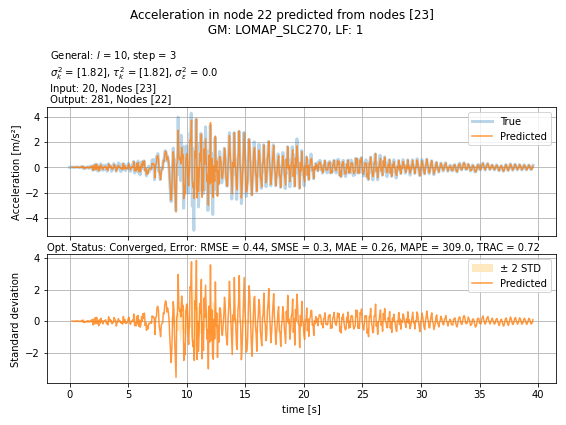 Acceleration in node 22 predicted from nodes [23]
GM: LOMAP_SLC270, LF: 1
General: l = 10, step = 3
σ²ₖ = [1.82], τ²ₖ = [1.82], σ²ε = 0.0
Input: 20, Nodes [23]
Output: 281, Nodes [22]
Acceleration [m/s²]
4
2
0
−2
−4
True
Predicted
Opt. Status: Converged, Error: RMSE = 0.44, SMSE = 0.3, MAE = 0.26, MAPE = 309.0, TRAC = 0.72
Standard deviation
4
2
0
−2
± 2 STD
Predicted
0 5 10 15 20 25 30 35 40
time [s]